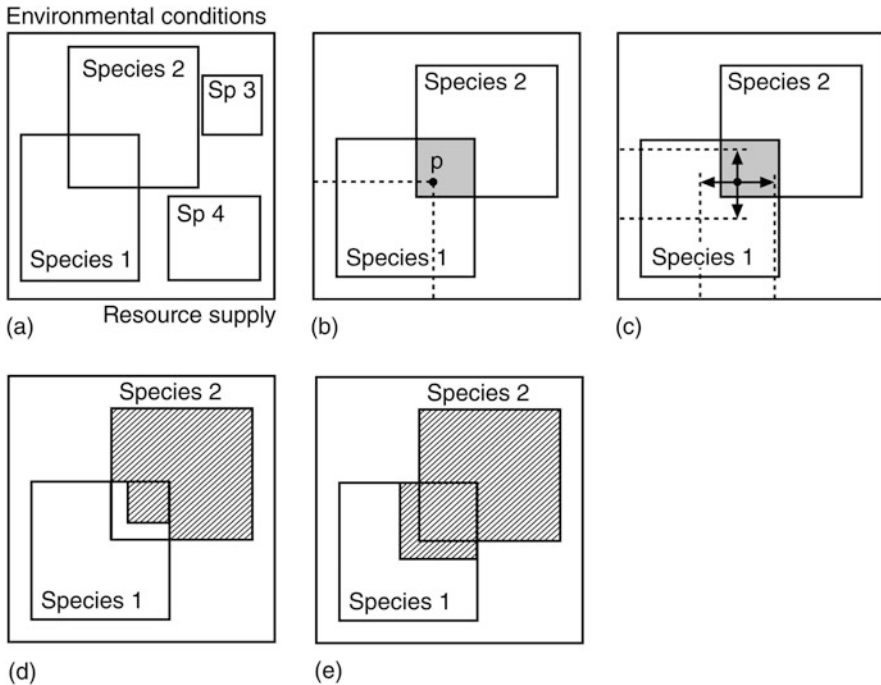 Environmental conditions
Species 2
Sp 3
Sp 4
Species 1
Resource supply
(a)
Species 2
p
Species 1
(b)
Species 2
Species 1
(c)
Species 2
Species 1
(d)
Species 2
Species 1
(e)